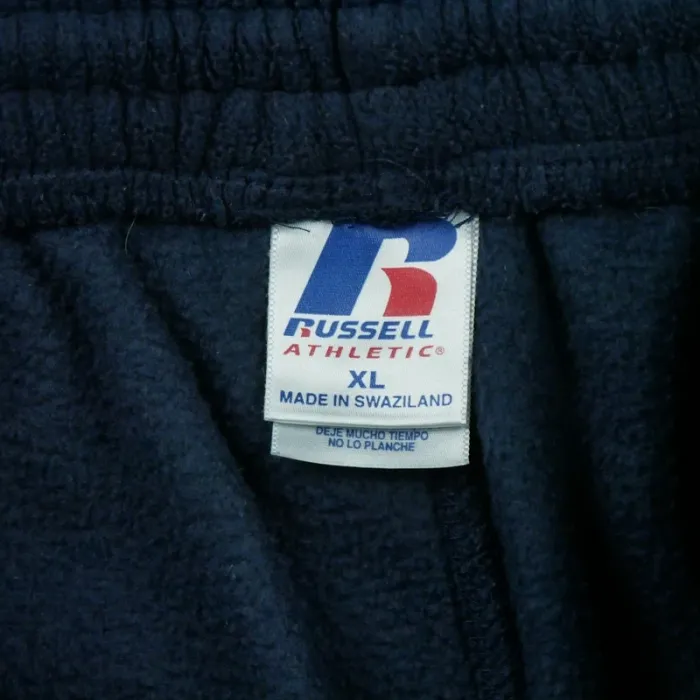 R
RUSSELL
ATHLETIC®
XL
MADE IN SWAZILAND
DEJE MUCHO TIEMPO
NO LO PLANCHE